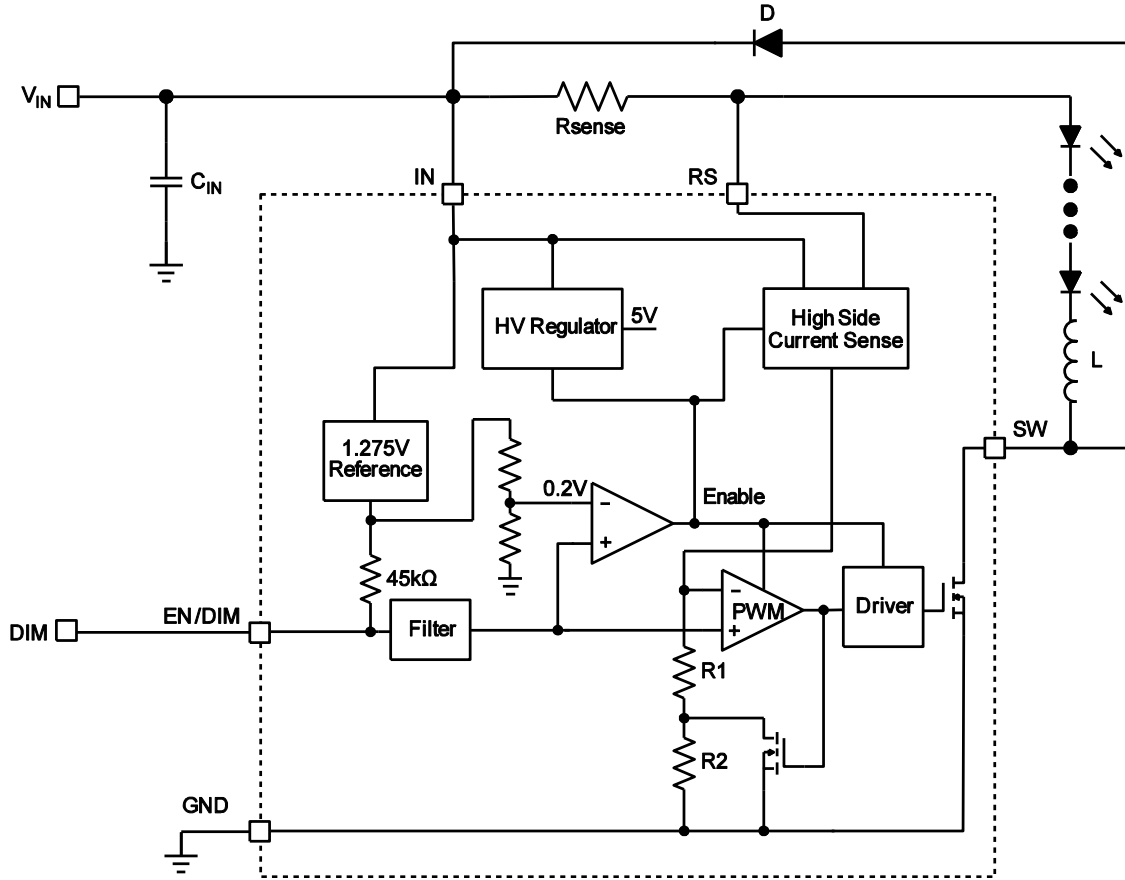 D
VIN
Rsense
CIN
IN
RS
HV Regulator
5V
High Side
Current Sense
L
1.275V
Reference
SW
0.2V
Enable
−
+
45kΩ
EN/DIM
DIM
Filter
−
PWM
+
Driver
R1
R2
GND